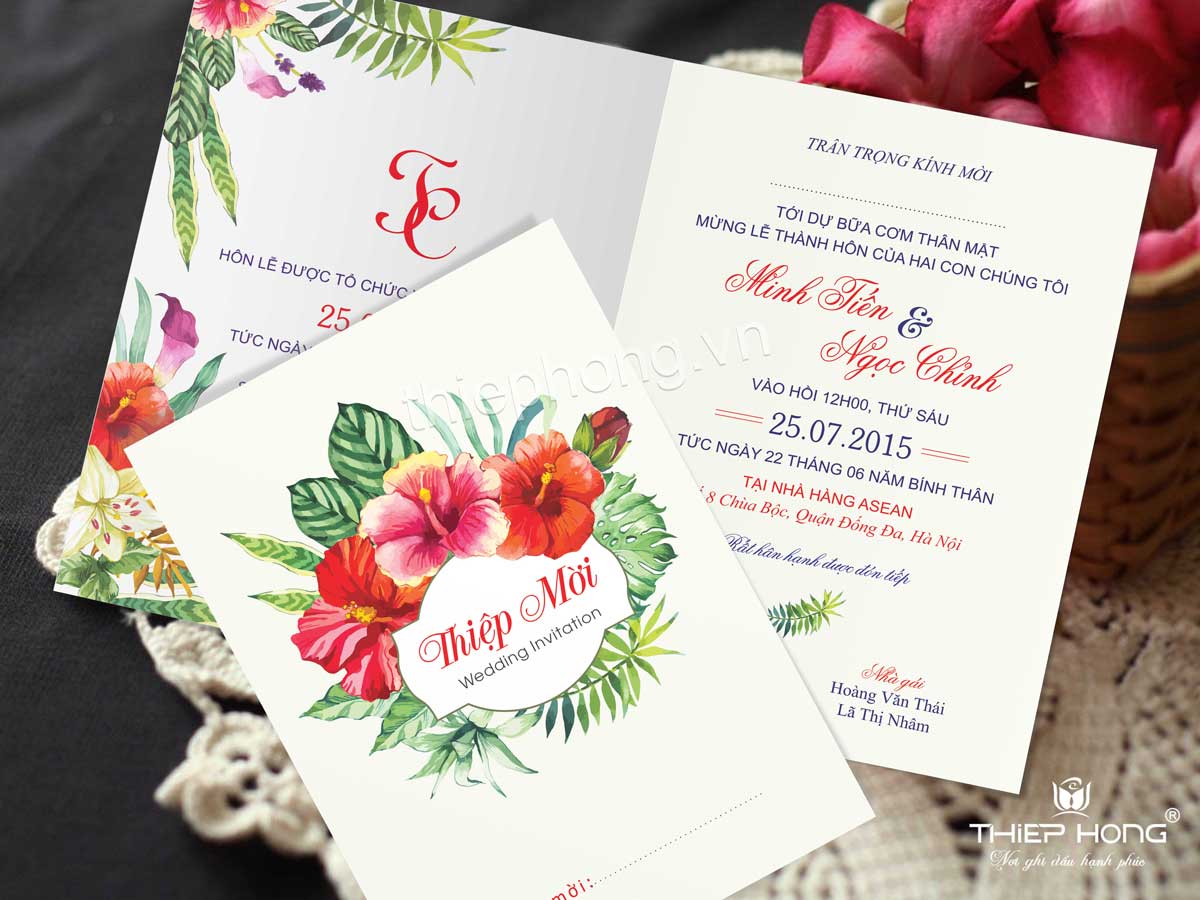 TC
HÔN LỄ ĐƯỢC TỔ CHỨC
25.
TỨC NGÀY
TRÂN TRỌNG KÍNH MỜI
TỚI DỰ BỮA CƠM THÂN MẬT
MỪNG LỄ THÀNH HÔN CỦA HAI CON CHÚNG TÔI
Minh Tiến
&
Ngọc Chinh
VÀO HỒI 12H00, THỨ SÁU
25.07.2015
TỨC NGÀY 22 THÁNG 06 NĂM BÍNH THÂN
TẠI NHÀ HÀNG ASEAN
8 Chùa Bộc, Quận Đống Đa, Hà Nội
Rất hân hạnh được đón tiếp
Nhà gái
Hoàng Văn Thái
Lã Thị Nhâm
Thiệp Mời
Wedding Invitation
mời:
thiephong.vn
THIEP HONG ®
Nơi ghi dấu hạnh phúc